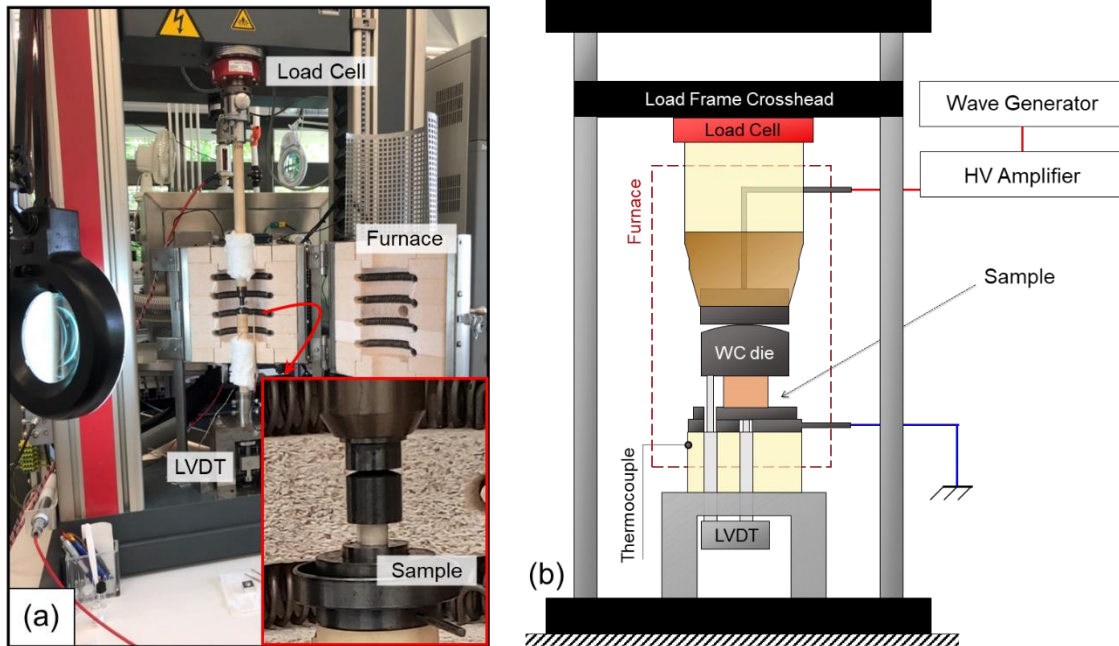 Load Cell
Furnace
LVDT
Sample
(a)
Load Frame Crosshead
Load Cell
Wave Generator
HV Amplifier
Furnace
Sample
WC die
Thermocouple
LVDT
(b)